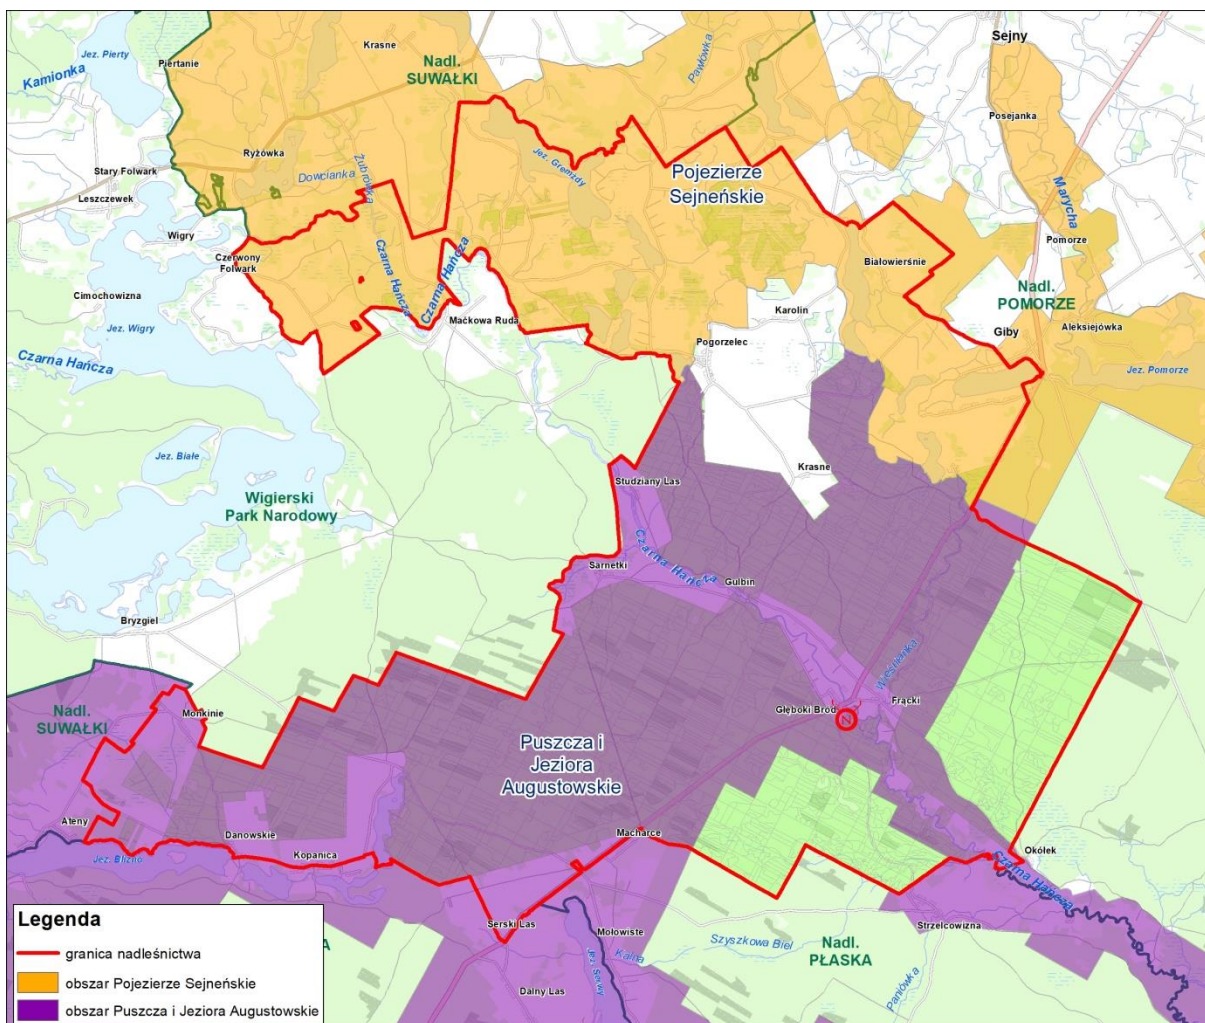 Krasne
Nadl.
SUWAŁKI
Pawłówka
Sejny
Jez. Pierty
Piertanie
Kamionka
Posejanka
Ryżówka
Jez. Gremzdy
Stary Folwark
Dowcianka
Żubrówka
Pojezierze
Sejneńskie
Leszczewek
Marycha
Wigry
Pomorze
Czerwony
Folwark
Czarna Hańcza
Czarna Hańcza
Białowierśnie
Cimochowizna
Nadl.
POMORZE
Karolin
Jez. Wigry
Maćkowa Ruda
Giby
Aleksiejówka
Pogorzelec
Czarna Hańcza
Jez. Pomorze
Jez. Białe
Krasne
Studziany Las
Wigierski
Park Narodowy
Czarna Hańcza
Sarnetki
Gulbin
Bryzgiel
Wierśnianka
Frącki
Nadl.
SUWAŁKI
Monkinie
Głęboki Bród
Puszcza i
Jeziora
Augustowskie
Ateny
Danowskie
Macharce
Kopanica
Jez. Blizno
Okółek
Czarna Hańcza
Serski Las
Mołowiste
Strzelcowizna
Szyszkowa Biel
Nadl.
PŁASKA
Kalna
Jez. Serwy
Paniówka
Dalny Las
Legenda
A
granica nadleśnictwa
obszar Pojezierze Sejneńskie
obszar Puszcza i Jeziora Augustowskie